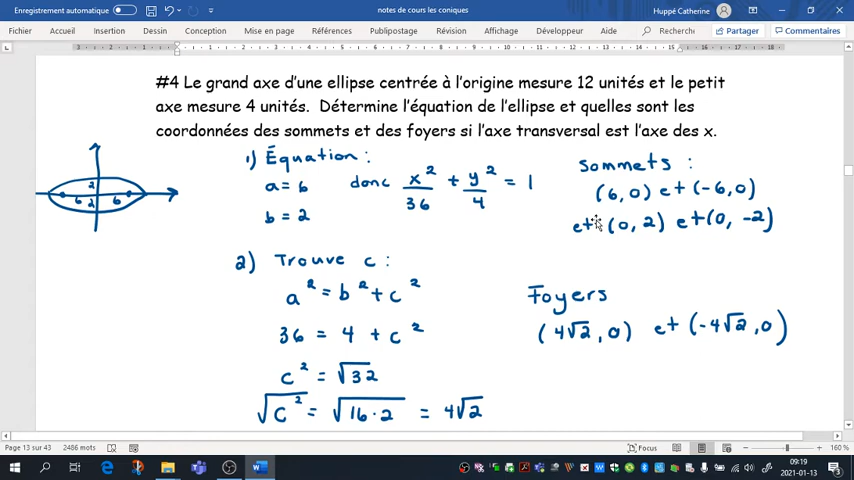 Enregistrement automatique
notes de cours les coniques
Huppé Catherine
Fichier Insertion Dessin Conception Mise en page Références Publipostage Révision Affichage Développeur Aide Acrobat Recherche Partager Commentaires
#4 Le grand axe d'une ellipse centrée à l'origine mesure 12 unités et le petit
axe mesure 4 unités. Détermine l'équation de l'ellipse et quelles sont les
coordonnées des sommets et des foyers si l'axe transversal est l'axe des x.
1) Équation :
a = 6 donc x²/36 + y²/4 = 1
b = 2
sommets :
(6, 0) et (-6, 0)
et (0, 2) et (0, -2)
2
6 2 6
2) Trouve c :
a² = b² + c²
36 = 4 + c²
c² = √32
√c² = √16·2 = 4√2
Foyers
(4√2, 0) et (-4√2, 0)
Page 13 sur 43 2486 mots Focus 160 %
09:19
2021-01-13